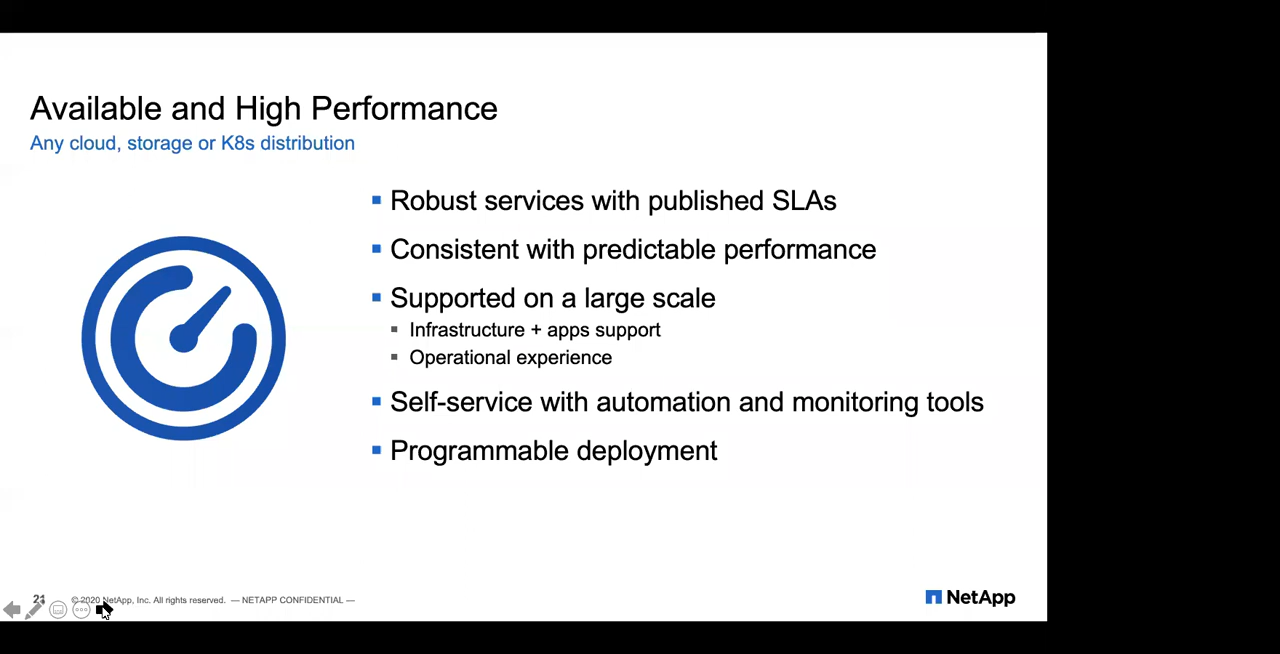 Available and High Performance
Any cloud, storage or K8s distribution
Robust services with published SLAs
Consistent with predictable performance
Supported on a large scale
Infrastructure + apps support
Operational experience
Self-service with automation and monitoring tools
Programmable deployment
21 © 2020 NetApp, Inc. All rights reserved. — NETAPP CONFIDENTIAL —
NetApp